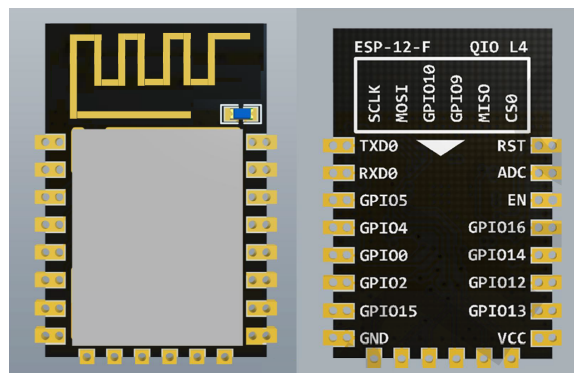 ESP-12-F QIO L4
SCLK MOSI GPIO10 GPIO9 MISO CS0
TXD0 RST
RXD0 ADC
GPIO5 EN
GPIO4 GPIO16
GPIO0 GPIO14
GPIO2 GPIO12
GPIO15 GPIO13
GND VCC